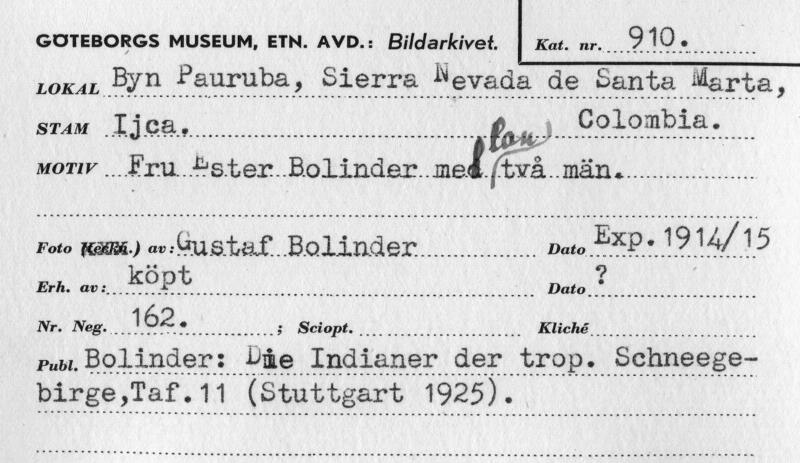 GÖTEBORGS MUSEUM, ETN. AVD.: Bildarkivet. Kat. nr. 910.
LOKAL Byn Pauruba, Sierra Nevada de Santa Marta,
STAM Ijca. Colombia.
MOTIV Fru Ester Bolinder med två män.
Foto av: Gustaf Bolinder Dato Exp. 1914/15
Erh. av: köpt Dato ?
Nr. Neg. 162. ; Sciopt. Kliché
Publ. Bolinder: Die Indianer der trop. Schneege-
birge, Taf. 11 (Stuttgart 1925).